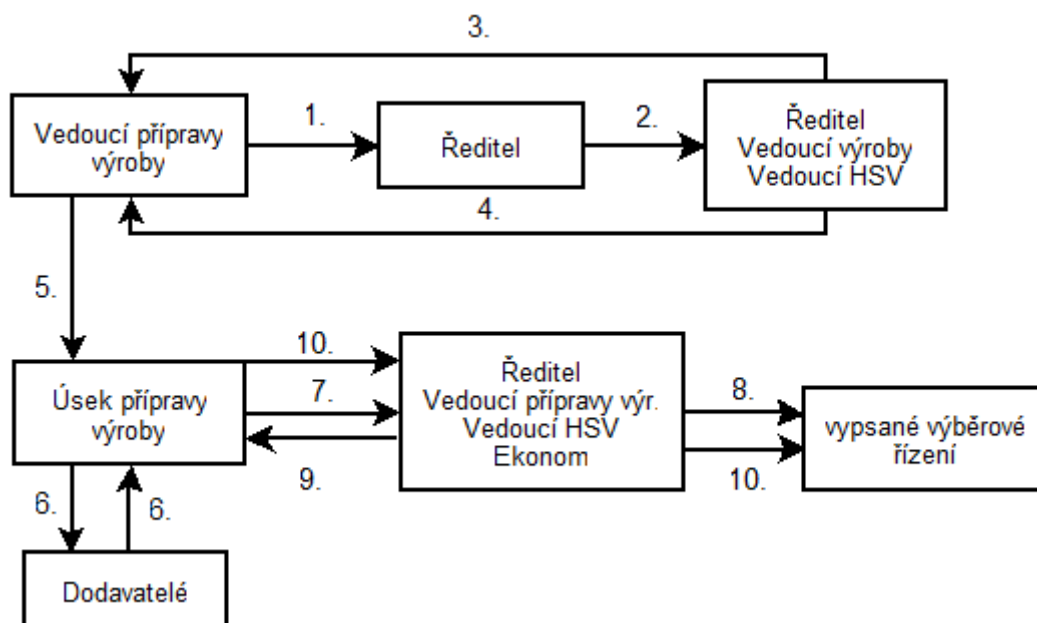 3.
Vedoucí přípravy
výroby
1.
Ředitel
2.
Ředitel
Vedoucí výroby
Vedoucí HSV
4.
5.
Úsek přípravy
výroby
10.
7.
9.
Ředitel
Vedoucí přípravy výr.
Vedoucí HSV
Ekonom
8.
10.
vypsané výběrové
řízení
6.
6.
Dodavatelé